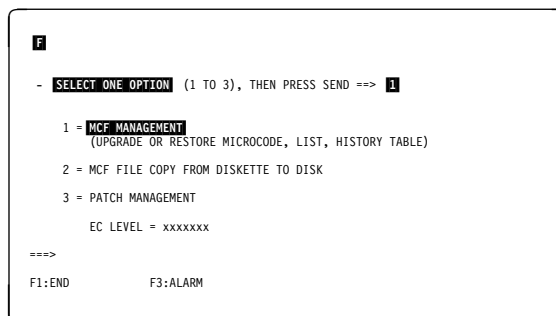 F
- SELECT ONE OPTION (1 TO 3), THEN PRESS SEND ==> 1
1 = MCF MANAGEMENT
(UPGRADE OR RESTORE MICROCODE, LIST, HISTORY TABLE)
2 = MCF FILE COPY FROM DISKETTE TO DISK
3 = PATCH MANAGEMENT
EC LEVEL = xxxxxxx
===>
F1:END F3:ALARM